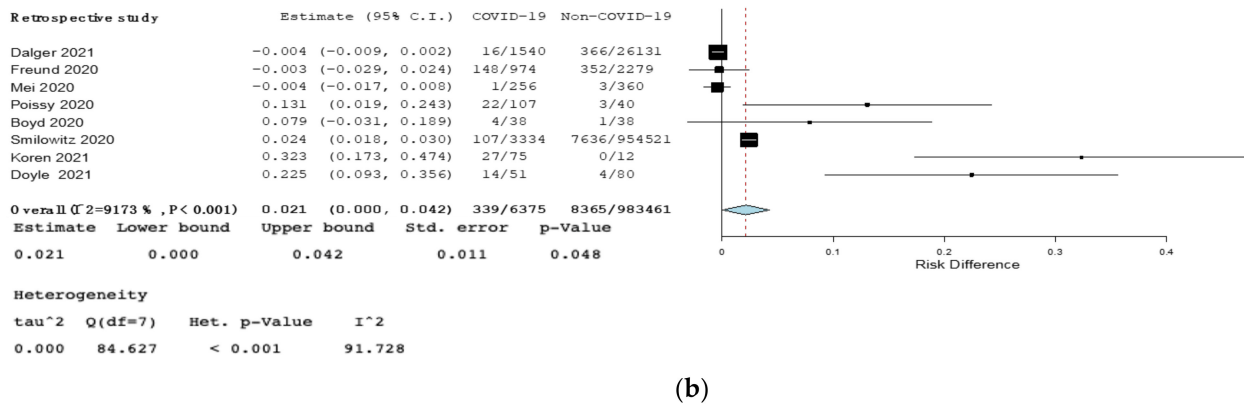 Retrospective study Estimate (95% C.I.) COVID-19 Non-COVID-19
Dalger 2021 -0.004 (-0.009, 0.002) 16/1540 366/26131
Freund 2020 -0.003 (-0.029, 0.024) 148/974 352/2279
Mei 2020 -0.004 (-0.017, 0.008) 1/256 3/360
Poissy 2020 0.131 (0.019, 0.243) 22/107 3/40
Boyd 2020 0.079 (-0.031, 0.189) 4/38 1/38
Smilowitz 2020 0.024 (0.018, 0.030) 107/3334 7636/954521
Koren 2021 0.323 (0.173, 0.474) 27/75 0/12
Doyle 2021 0.225 (0.093, 0.356) 14/51 4/80
Overall (I^2=9173 % , P< 0.001) 0.021 (0.000, 0.042) 339/6375 8365/983461
Estimate Lower bound Upper bound Std. error p-Value
0.021 0.000 0.042 0.011 0.048
0 0.1 0.2 0.3 0.4
Risk Difference
Heterogeneity
tau^2 Q(df=7) Het. p-Value I^2
0.000 84.627 < 0.001 91.728
(b)